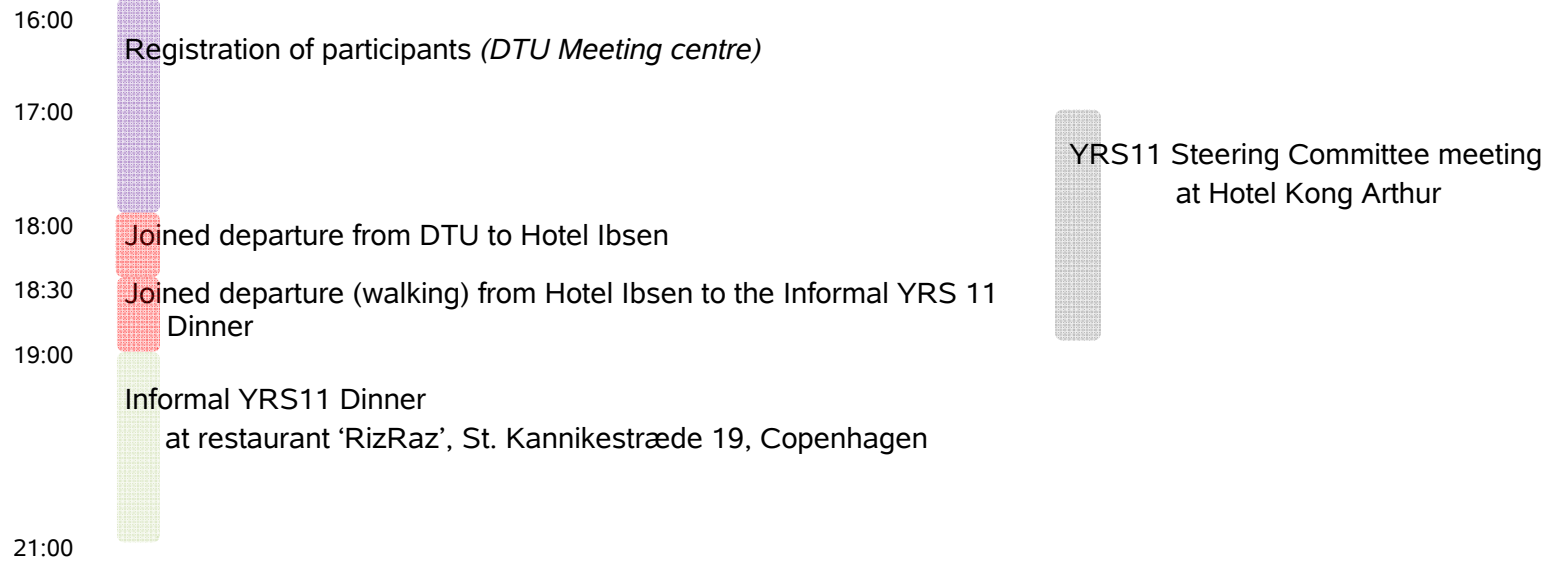 16:00
Registration of participants (DTU Meeting centre)
17:00
YRS11 Steering Committee meeting
at Hotel Kong Arthur
18:00
Joined departure from DTU to Hotel Ibsen
18:30
Joined departure (walking) from Hotel Ibsen to the Informal YRS 11
Dinner
19:00
Informal YRS11 Dinner
at restaurant ‘RizRaz’, St. Kannikestræde 19, Copenhagen
21:00